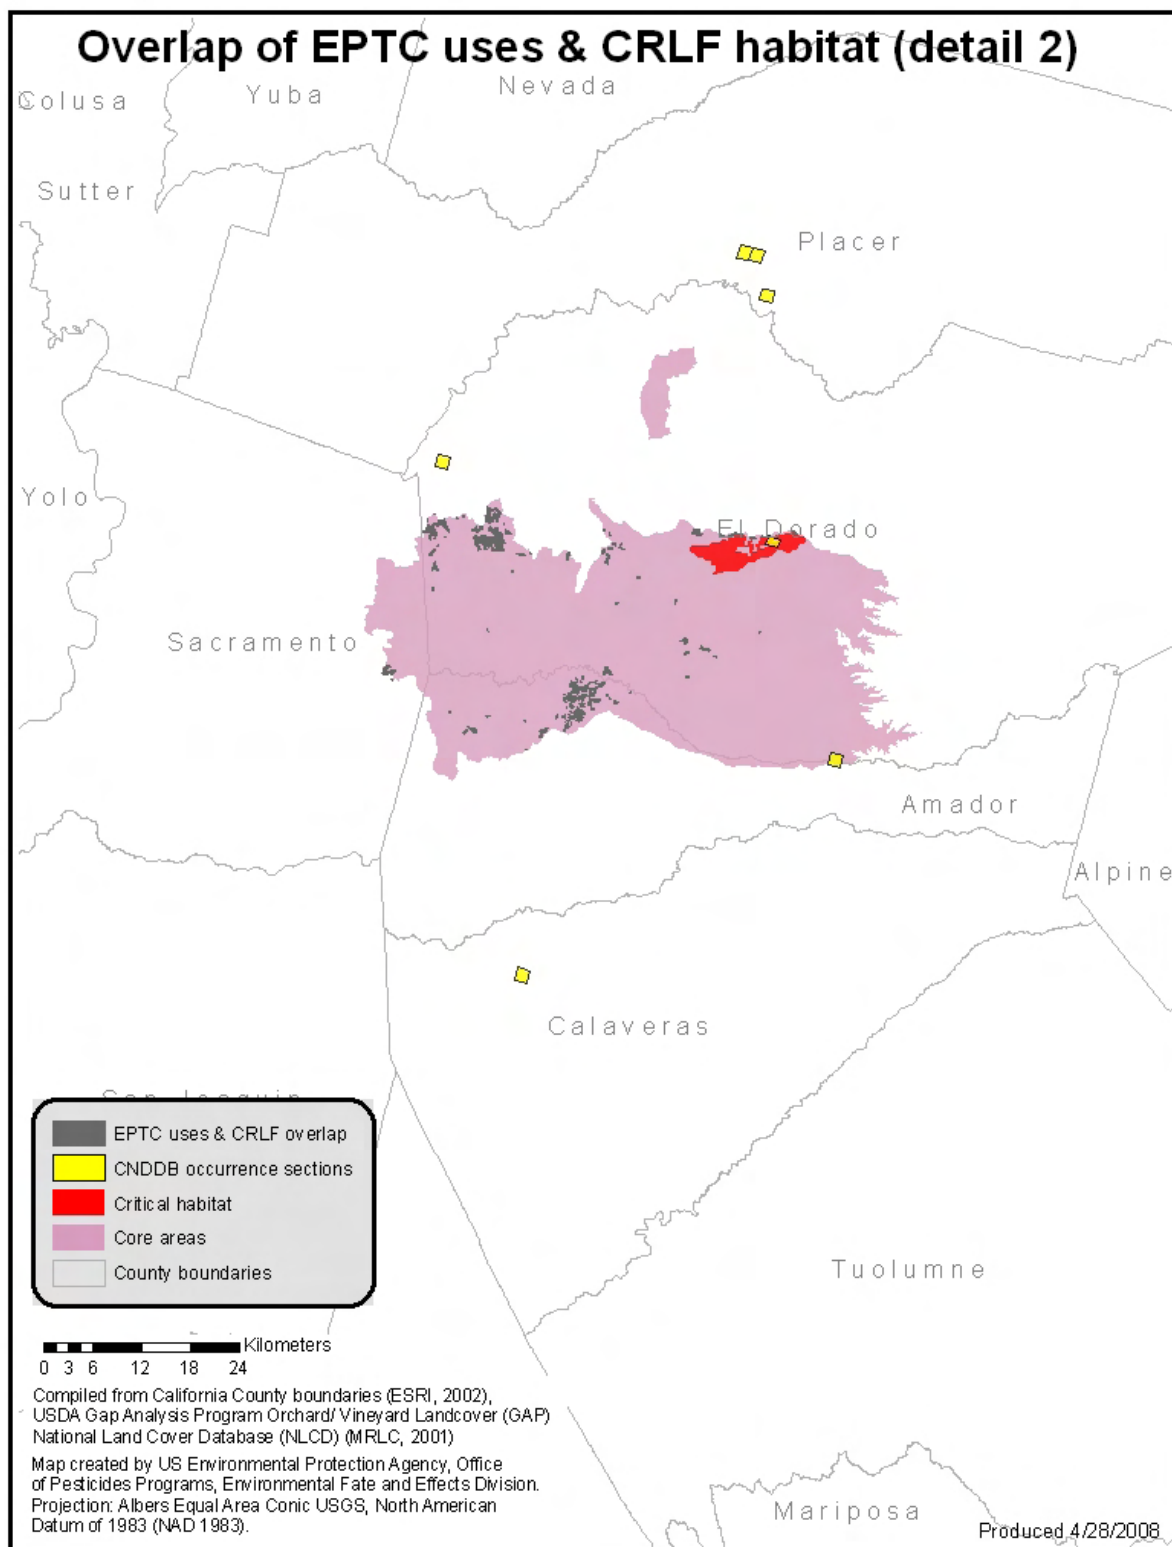 Overlap of EPTC uses & CRLF habitat (detail 2)
Colusa
Yuba
Nevada
Sutter
Placer
Yolo
El Dorado
Sacramento
Amador
Alpine
Calaveras
San Joaquin
EPTC uses & CRLF overlap
CNDDB occurrence sections
Critical habitat
Core areas
County boundaries
Tuolumne
Kilometers
0 3 6 12 18 24
Compiled from California County boundaries (ESRI, 2002),
USDA Gap Analysis Program Orchard/ Vineyard Landcover (GAP)
National Land Cover Database (NLCD) (MRLC, 2001)
Map created by US Environmental Protection Agency, Office
of Pesticides Programs, Environmental Fate and Effects Division.
Projection: Albers Equal Area Conic USGS, North American
Datum of 1983 (NAD 1983).
Mariposa
Produced 4/28/2008